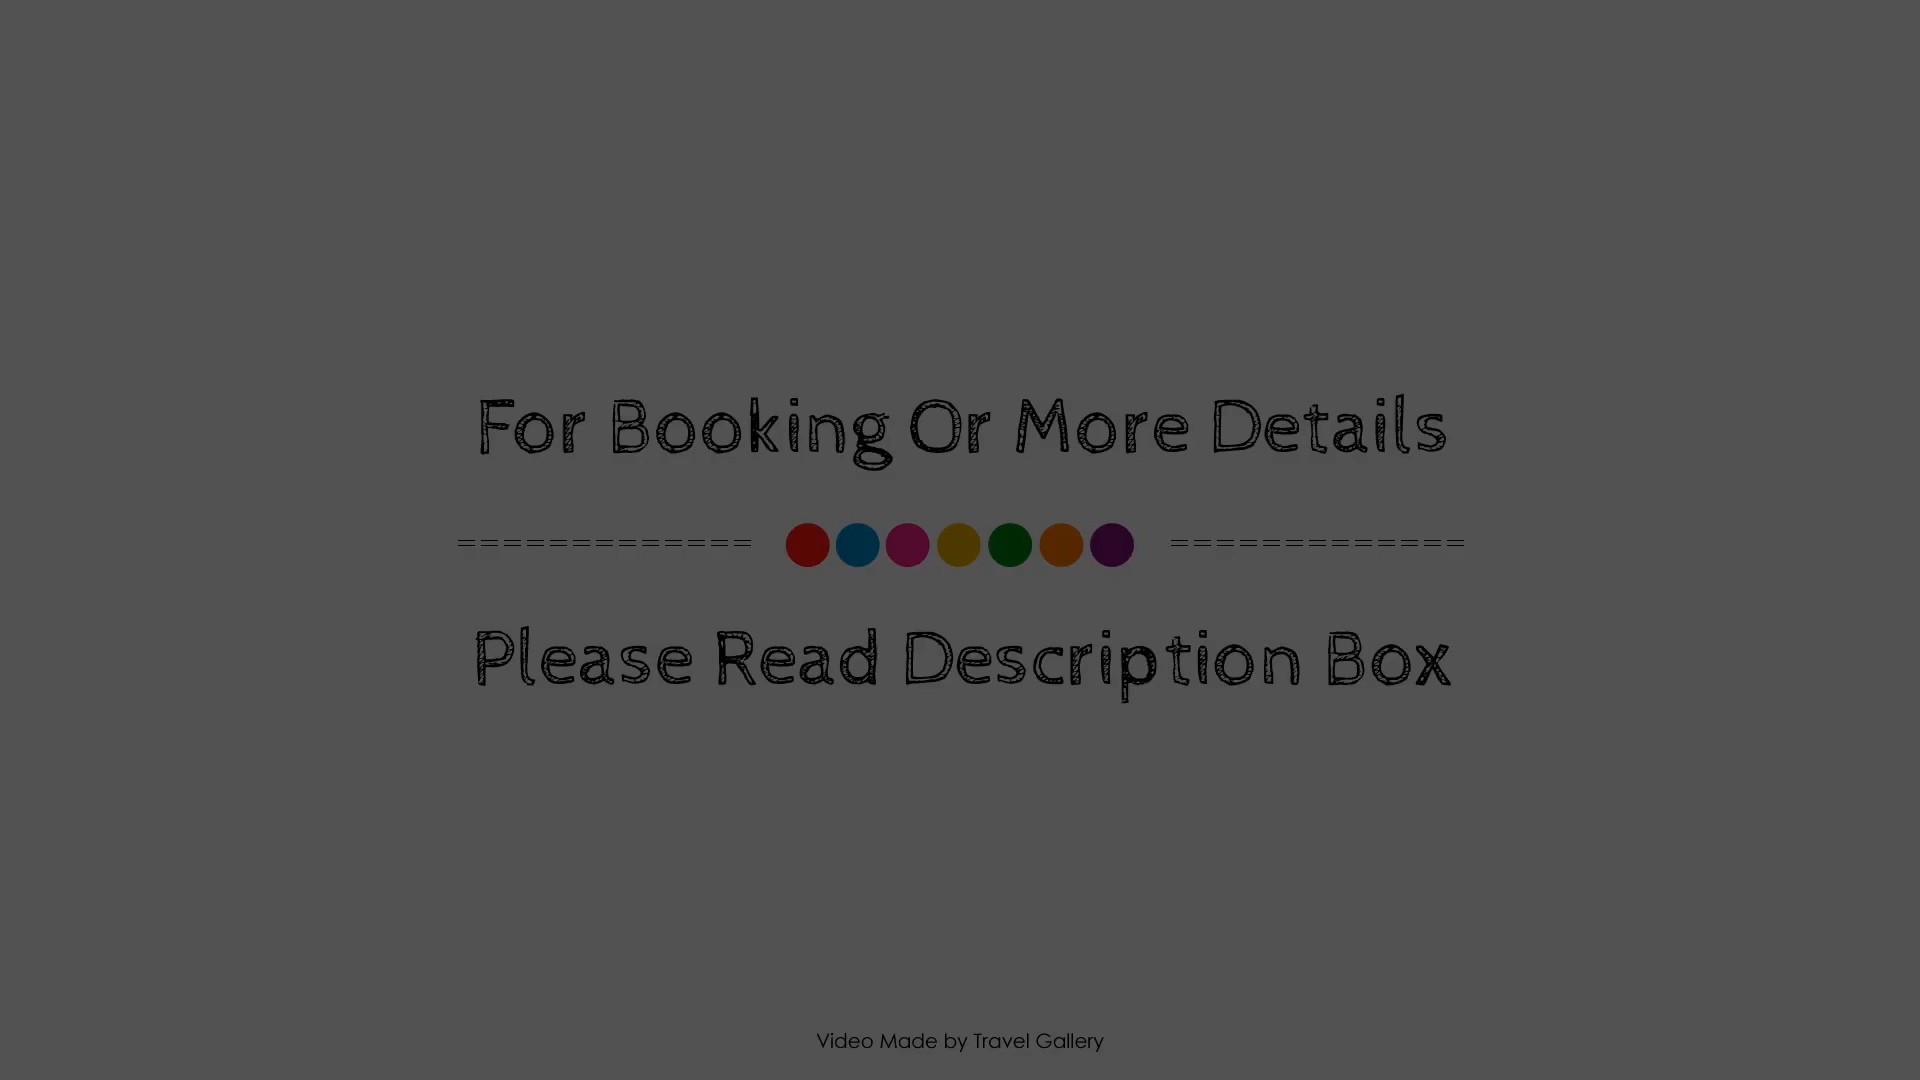 For Booking Or More Details
============= =============
Please Read Description Box
Video Made by Travel Gallery